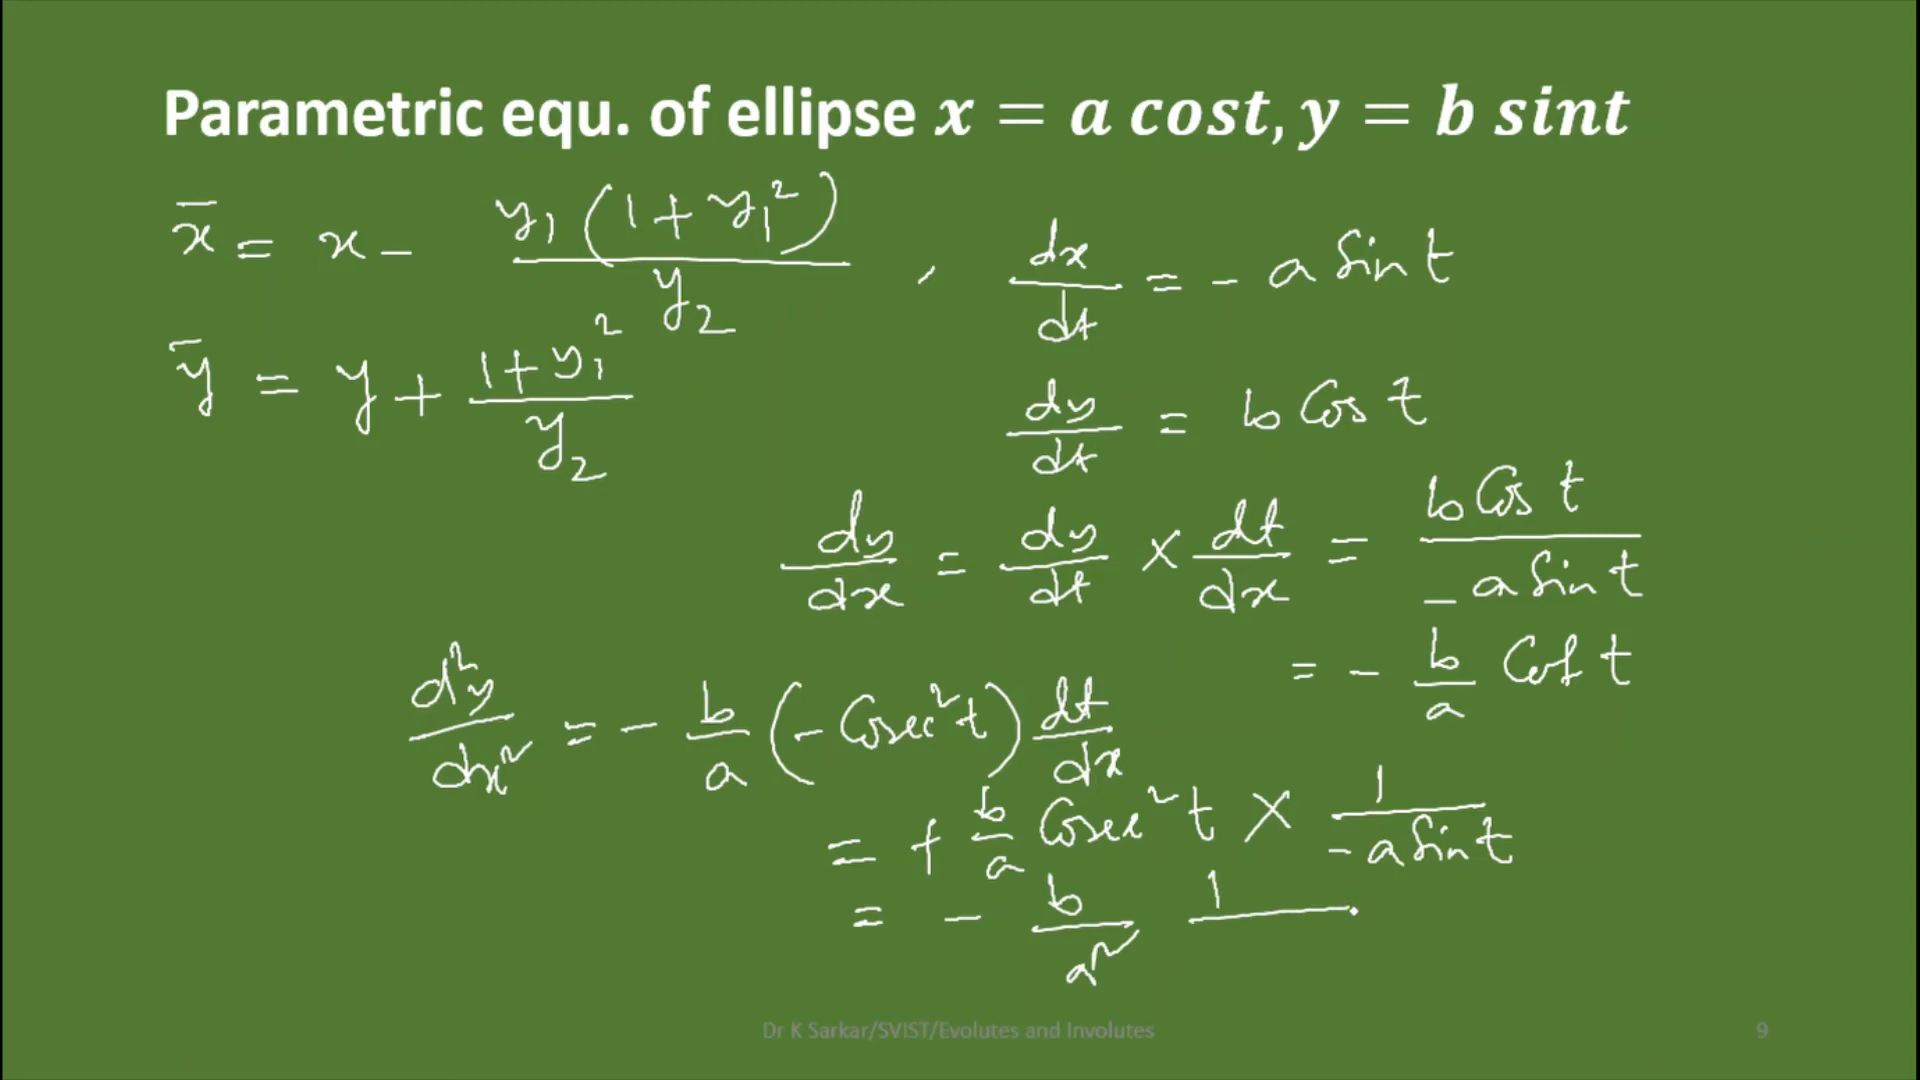 Parametric equ. of ellipse x = a cost, y = b sint
x̄ = x - y₁(1+y₁²)/y₂ ,
ȳ = y + (1+y₁²)/y₂
dx/dt = - a Sin t
dy/dt = b Cos t
dy/dx = dy/dt × dt/dx = b Cos t / - a Sin t
= - b/a Cot t
d²y/dx² = - b/a (- Cosec²t) dt/dx
= + b/a Cosec²t × 1/- a Sin t
= - b/a² 1/
Dr K Sarkar/SVIST/Evolutes and Involutes
9